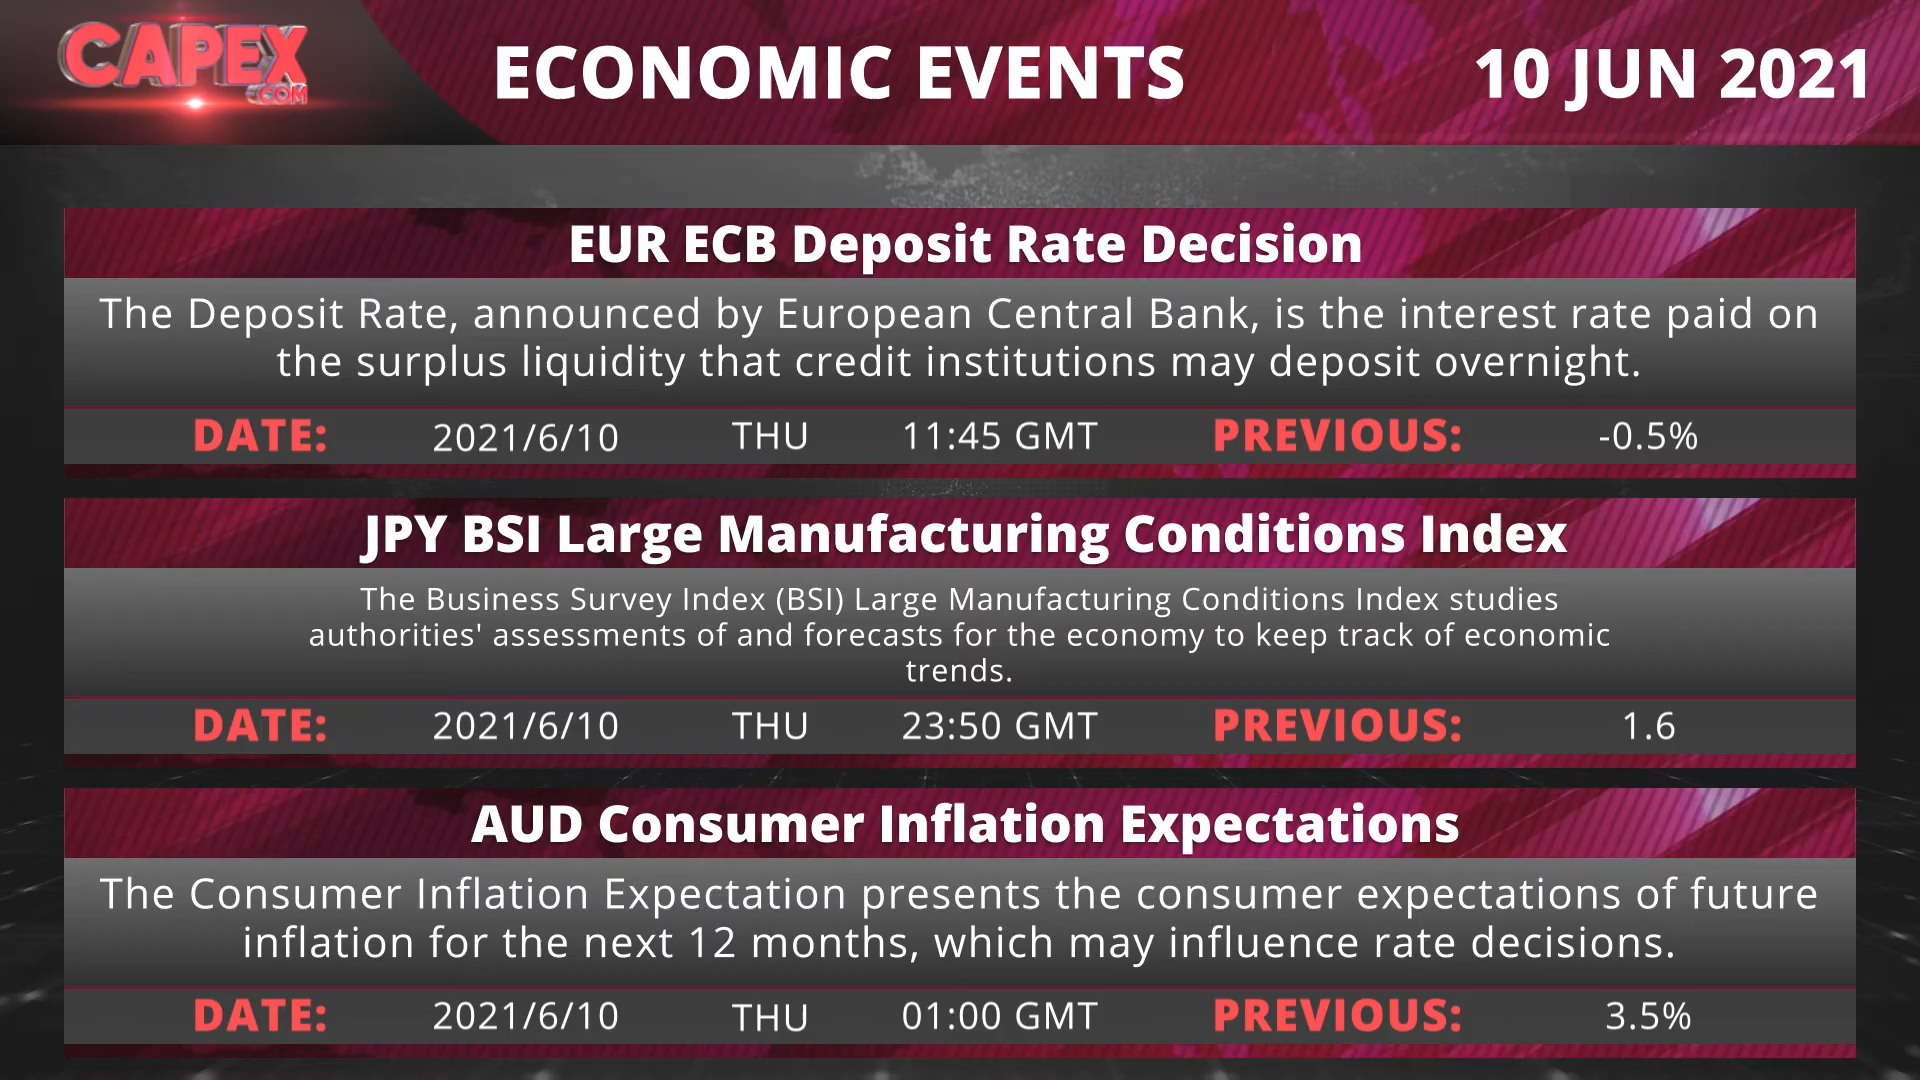 CAPEX
.COM
ECONOMIC EVENTS
10 JUN 2021
EUR ECB Deposit Rate Decision
The Deposit Rate, announced by European Central Bank, is the interest rate paid on
the surplus liquidity that credit institutions may deposit overnight.
DATE: 2021/6/10 THU 11:45 GMT PREVIOUS: -0.5%
JPY BSI Large Manufacturing Conditions Index
The Business Survey Index (BSI) Large Manufacturing Conditions Index studies
authorities' assessments of and forecasts for the economy to keep track of economic
trends.
DATE: 2021/6/10 THU 23:50 GMT PREVIOUS: 1.6
AUD Consumer Inflation Expectations
The Consumer Inflation Expectation presents the consumer expectations of future
inflation for the next 12 months, which may influence rate decisions.
DATE: 2021/6/10 THU 01:00 GMT PREVIOUS: 3.5%